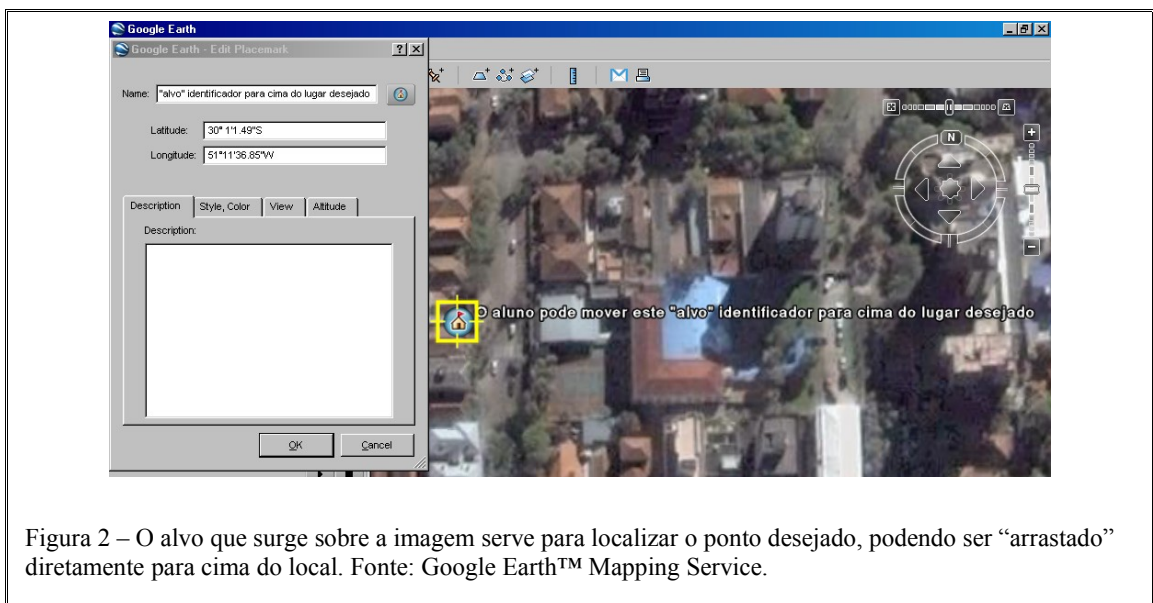 Google Earth
Google Earth - Edit Placemark
Name: "alvo" identificador para cima do lugar desejado
Latitude: 30° 1'1.49"S
Longitude: 51°11'36.85"W
Description Style, Color View Altitude
Description:
OK Cancel
N
O aluno pode mover este "alvo" identificador para cima do lugar desejado
Figura 2 – O alvo que surge sobre a imagem serve para localizar o ponto desejado, podendo ser “arrastado”
diretamente para cima do local. Fonte: Google Earth™ Mapping Service.